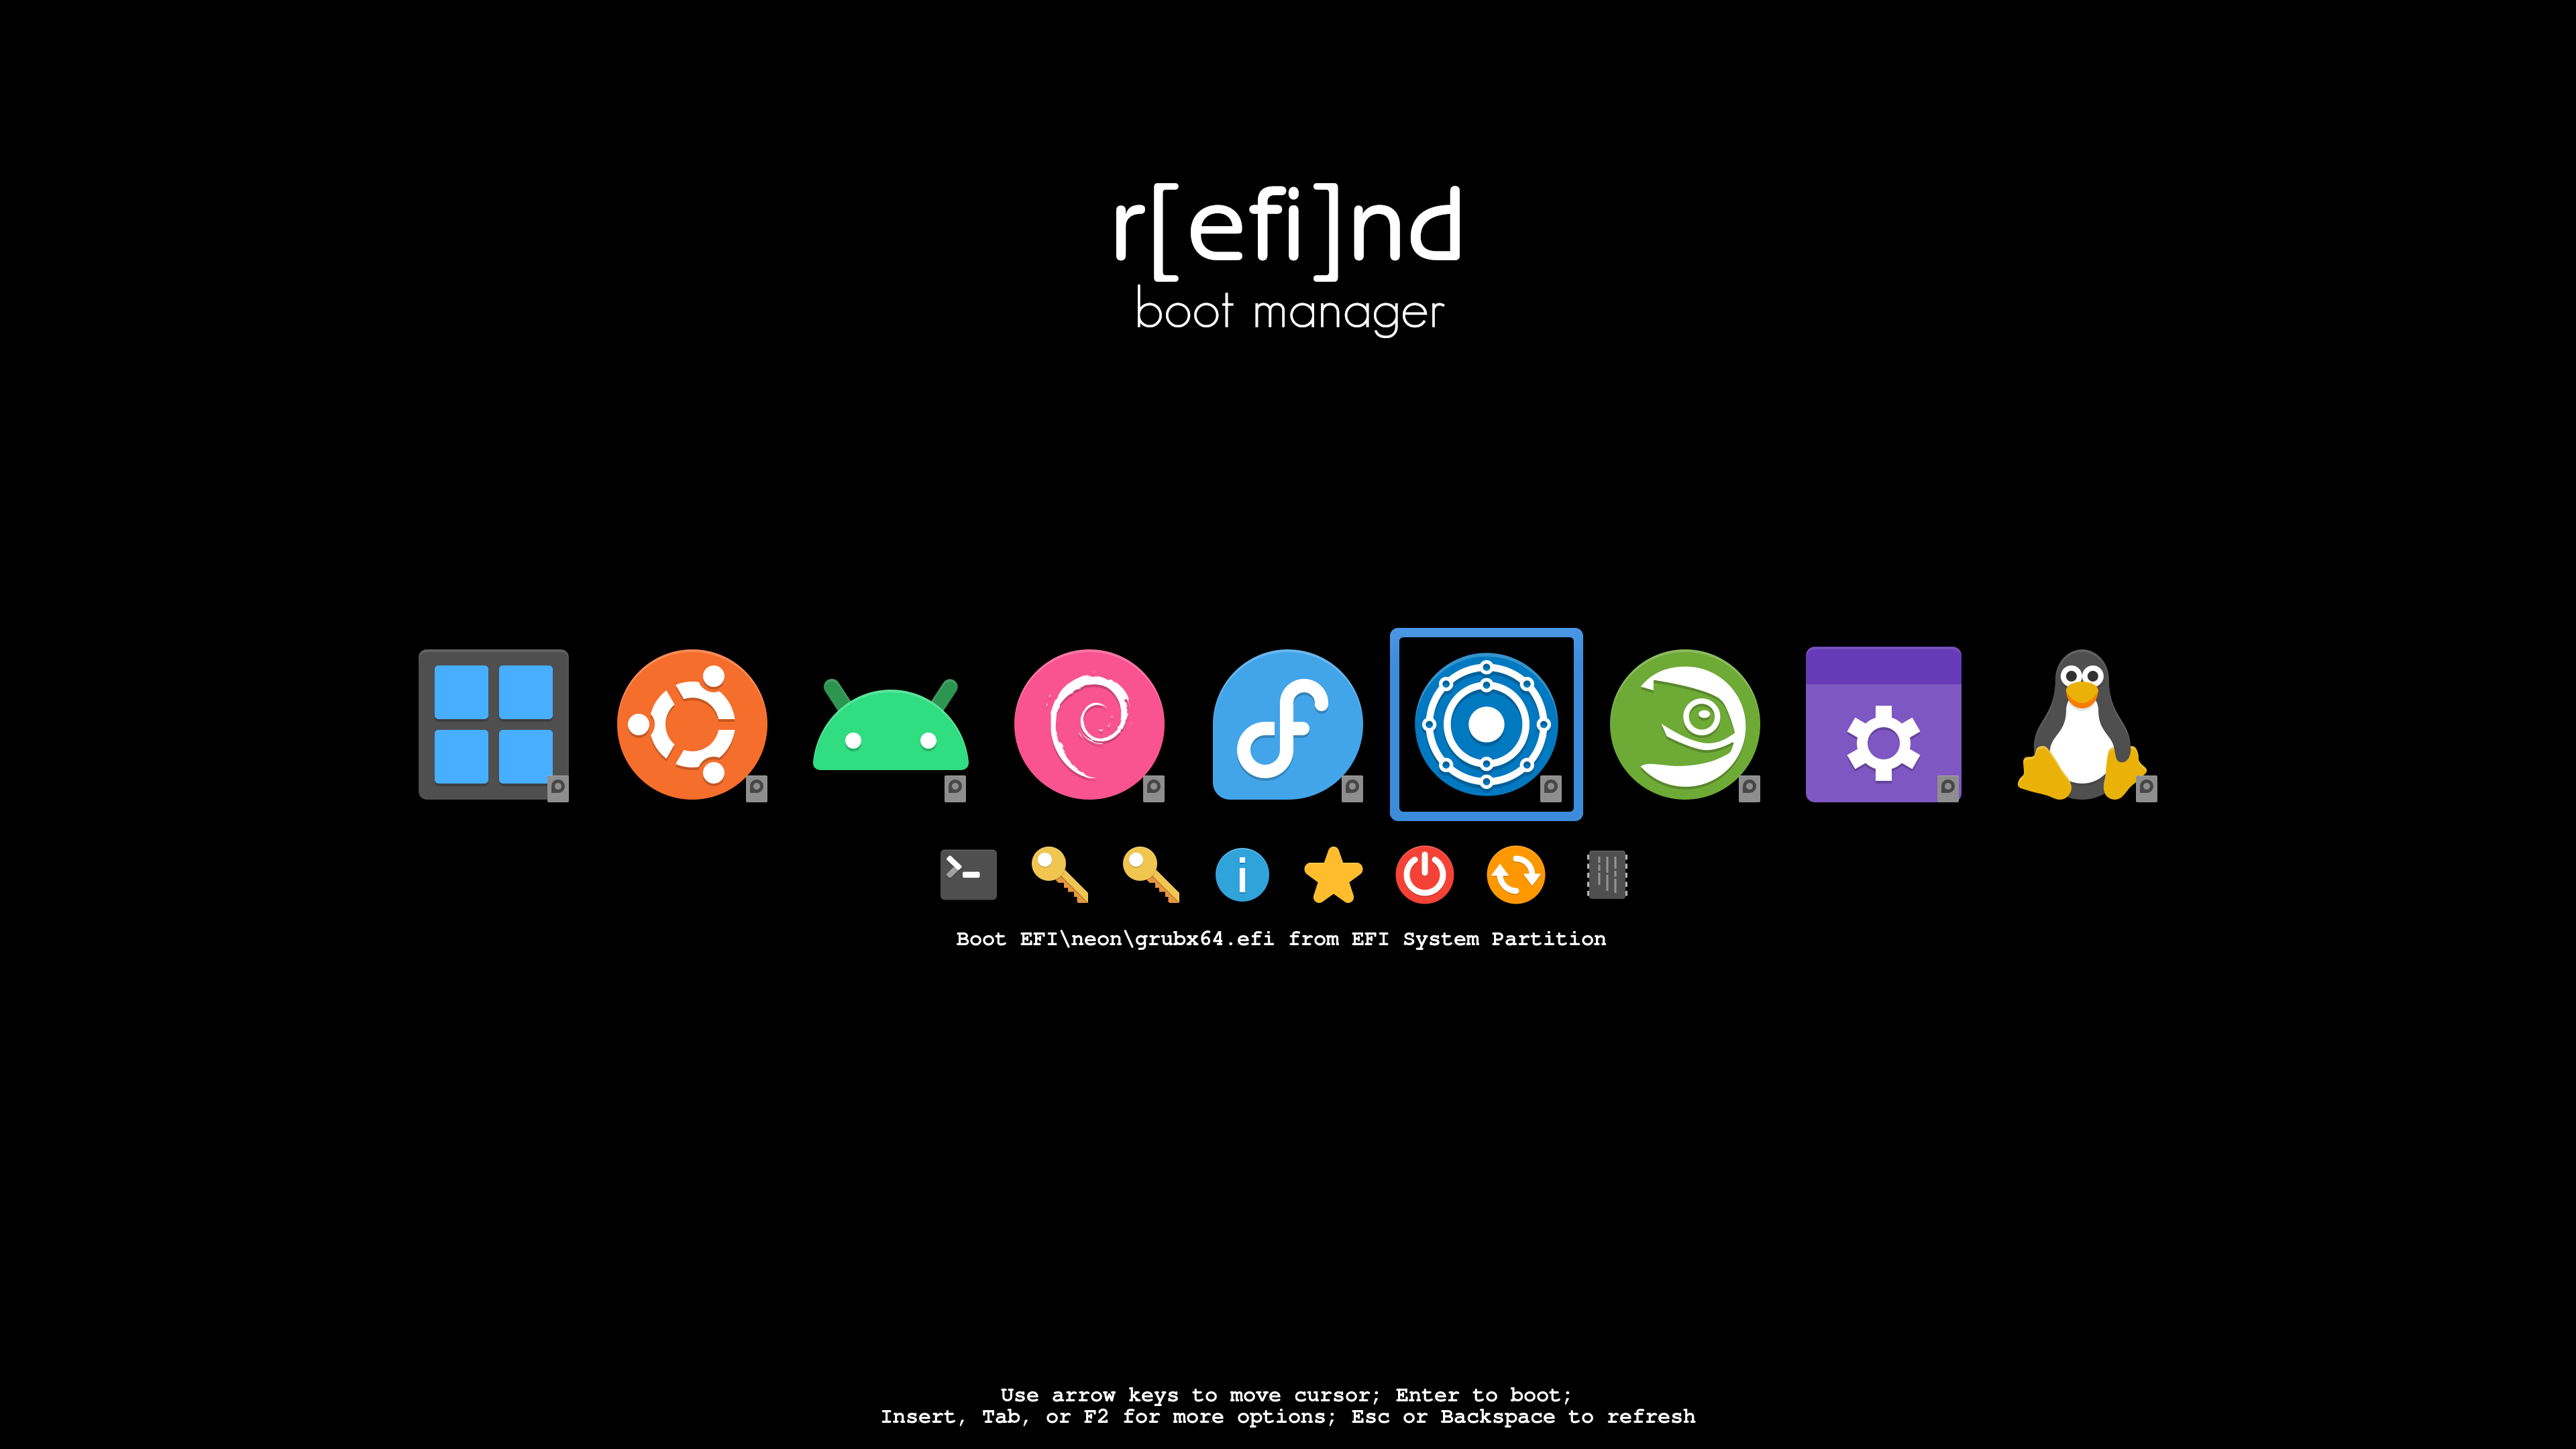 r[efi]nd
boot manager
Boot EFI\neon\grubx64.efi from EFI System Partition
Use arrow keys to move cursor; Enter to boot;
Insert, Tab, or F2 for more options; Esc or Backspace to refresh